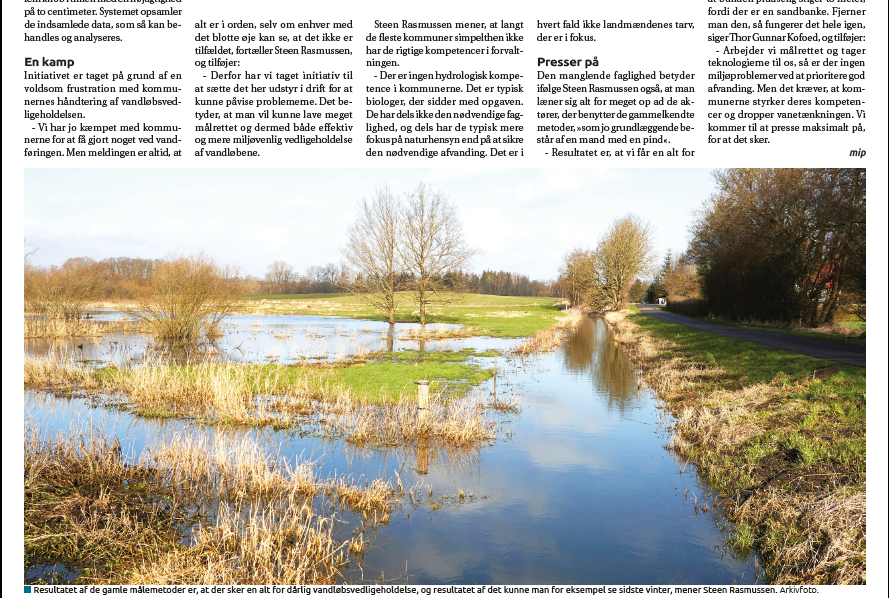 på to centimeter. Systemet opsamler
de indsamlede data, som så kan be-
handles og analyseres.
En kamp
Initiativet er taget på grund af en
voldsom frustration med kommu-
nernes håndtering af vandløbsved-
ligeholdelsen.
- Vi har jo kæmpet med kommu-
nerne for at få gjort noget ved vand-
føringen. Men meldingen er altid, at
alt er i orden, selv om enhver med
det blotte øje kan se, at det ikke er
tilfældet, fortæller Steen Rasmussen,
og tilføjer:
- Derfor har vi taget initiativ til
at sætte det her udstyr i drift for at
kunne påvise problemerne. Det be-
tyder, at man vil kunne lave meget
målrettet og dermed både effektiv
og mere miljøvenlig vedligeholdelse
af vandløbene.
Steen Rasmussen mener, at langt
de fleste kommuner simpelthen ikke
har de rigtige kompetencer i forvalt-
ningen.
- Der er ingen hydrologisk kompe-
tence i kommunerne. Det er typisk
biologer, der sidder med opgaven.
De har dels ikke den nødvendige fag-
lighed, og dels har de typisk mere
fokus på naturhensyn end på at sikre
den nødvendige afvanding. Det er i
hvert fald ikke landmændenes tarv,
der er i fokus.
Presser på
Den manglende faglighed betyder
ifølge Steen Rasmussen også, at man
læner sig alt for meget op ad de ak-
tører, der benytter de gammelkendte
metoder, »som jo grundlæggende be-
står af en mand med en pind«.
- Resultatet er, at vi får en alt for
at bunden pludselig stiger 10 meter,
fordi der er en sandbanke. Fjerner
man den, så fungerer det hele igen,
siger Thor Gunnar Kofoed, og tilføjer:
- Arbejder vi målrettet og tager
teknologierne til os, så er der ingen
miljøproblemer ved at prioritere god
afvanding. Men det kræver, at kom-
munerne styrker deres kompeten-
cer og dropper vanetænkningen. Vi
kommer til at presse maksimalt på,
for at det sker.
mip
Resultatet af de gamle målemetoder er, at der sker en alt for dårlig vandløbsvedligeholdelse, og resultatet af det kunne man for eksempel se sidste vinter, mener Steen Rasmussen. Arkivfoto.